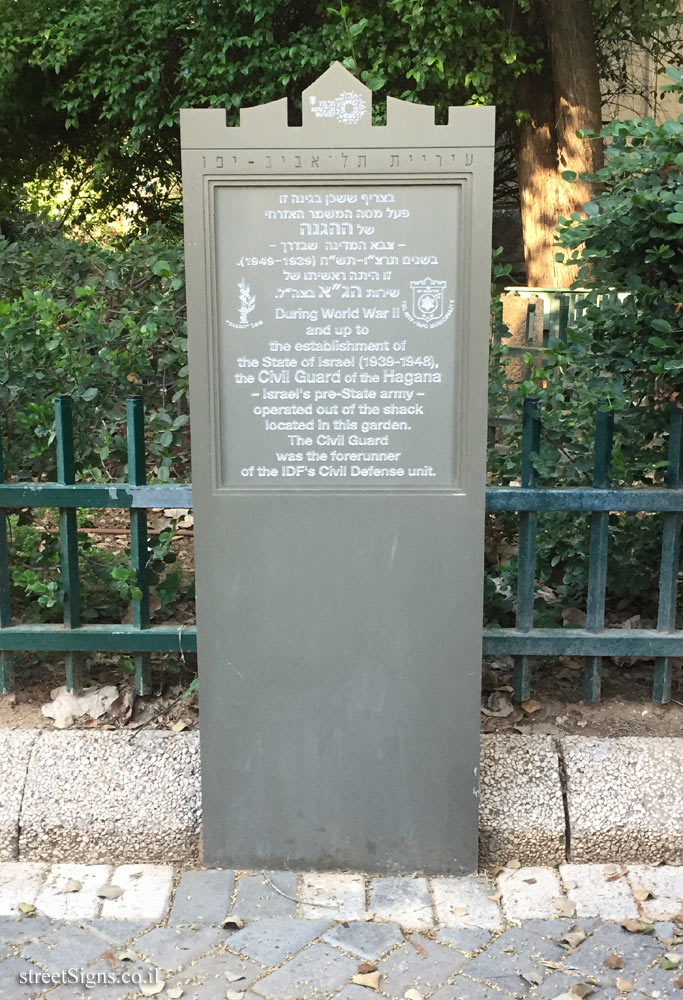 עיריית תל־אביב-יפו
בצריף ששכן בגינה זו
פעל מטה המשמר האזרחי
של ההגנה
– צבא המדינה שבדרך –
בשנים תרצ"ו–תש"ח (1939–1949).
זו היתה ראשיתו של
שירות הג"א בצה"ל.
During World War II
and up to
the establishment of
the State of Israel (1939-1948),
the Civil Guard of the Hagana
– Israel's pre-State army –
operated out of the shack
located in this garden.
The Civil Guard
was the forerunner
of the IDF's Civil Defense unit.
streetSigns.co.il